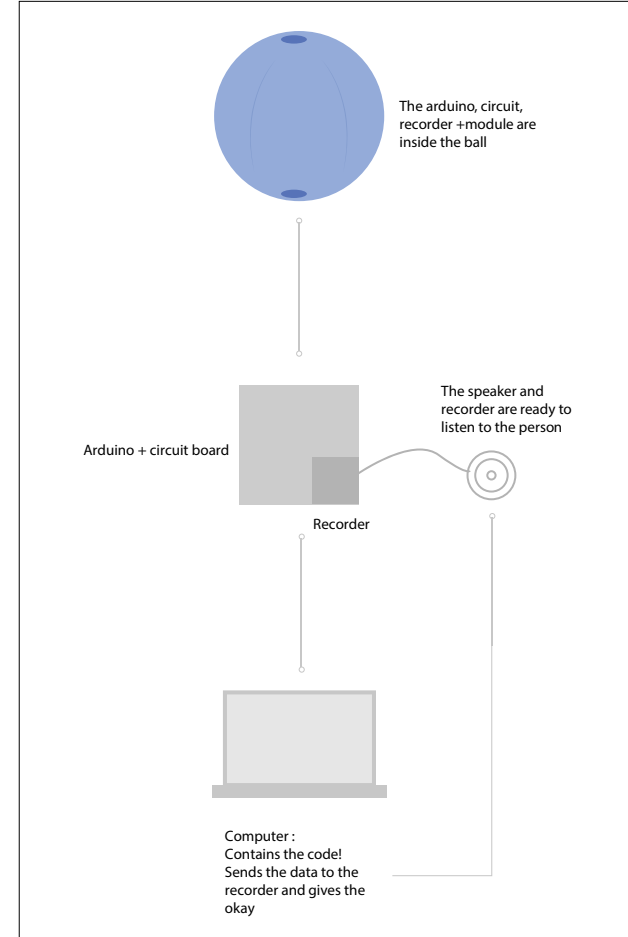 The arduino, circuit,
recorder +module are
inside the ball
The speaker and
recorder are ready to
listen to the person
Arduino + circuit board
Recorder
Computer :
Contains the code!
Sends the data to the
recorder and gives the
okay